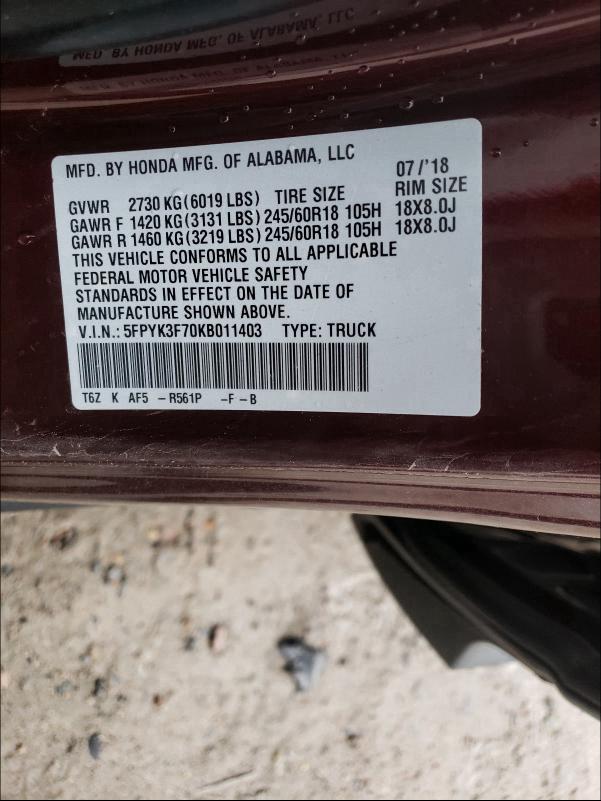 MFD. BY HONDA MFG. OF ALABAMA, LLC 07/'18
GVWR 2730 KG(6019 LBS) TIRE SIZE RIM SIZE
GAWR F 1420 KG(3131 LBS)245/60R18 105H 18X8.0J
GAWR R 1460 KG(3219 LBS)245/60R18 105H 18X8.0J
THIS VEHICLE CONFORMS TO ALL APPLICABLE
FEDERAL MOTOR VEHICLE SAFETY
STANDARDS IN EFFECT ON THE DATE OF
MANUFACTURE SHOWN ABOVE.
V.I.N.: 5FPYK3F70KB011403 TYPE: TRUCK
T6Z K AF5 -R561P -F -B